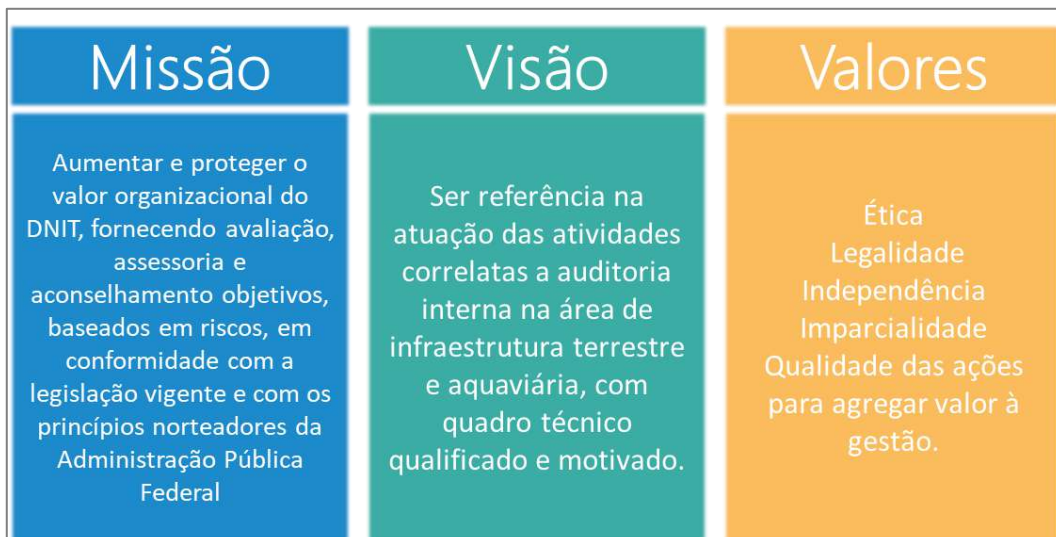 Missão
Aumentar e proteger o
valor organizacional do
DNIT, fornecendo avaliação,
assessoria e
aconselhamento objetivos,
baseados em riscos, em
conformidade com a
legislação vigente e com os
princípios norteadores da
Administração Pública
Federal
Visão
Ser referência na
atuação das atividades
correlatas a auditoria
interna na área de
infraestrutura terrestre
e aquaviária, com
quadro técnico
qualificado e motivado.
Valores
Ética
Legalidade
Independência
Imparcialidade
Qualidade das ações
para agregar valor à
gestão.